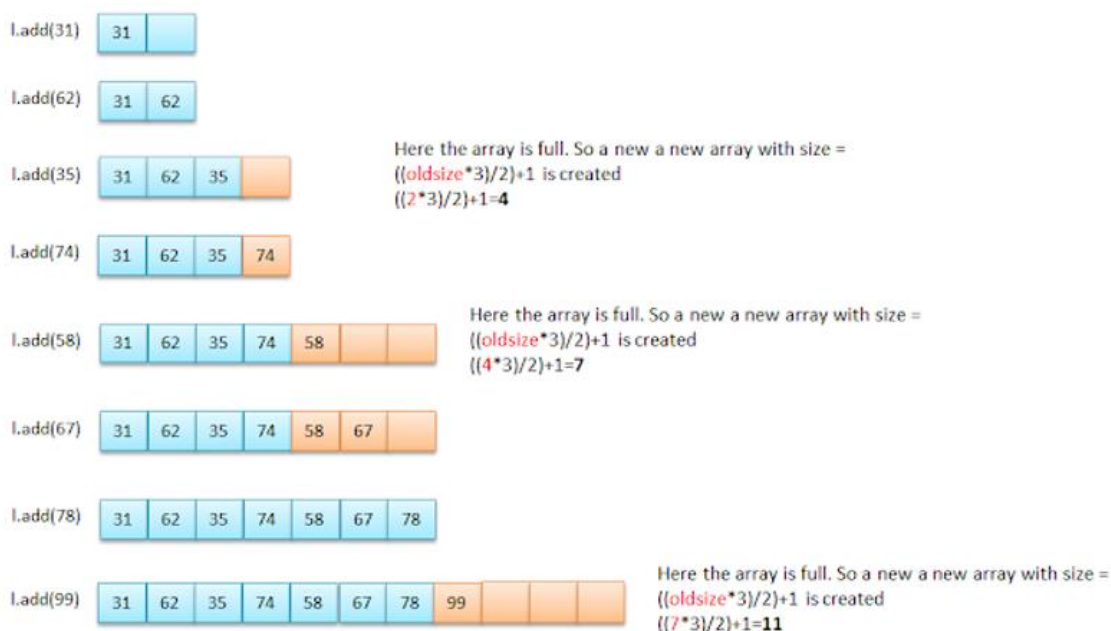 l.add(31) 31
l.add(62) 31 62
l.add(35) 31 62 35
Here the array is full. So a new a new array with size =
((oldsize*3)/2)+1 is created
((2*3)/2)+1=4
l.add(74) 31 62 35 74
l.add(58) 31 62 35 74 58
Here the array is full. So a new a new array with size =
((oldsize*3)/2)+1 is created
((4*3)/2)+1=7
l.add(67) 31 62 35 74 58 67
l.add(78) 31 62 35 74 58 67 78
l.add(99) 31 62 35 74 58 67 78 99
Here the array is full. So a new a new array with size =
((oldsize*3)/2)+1 is created
((7*3)/2)+1=11